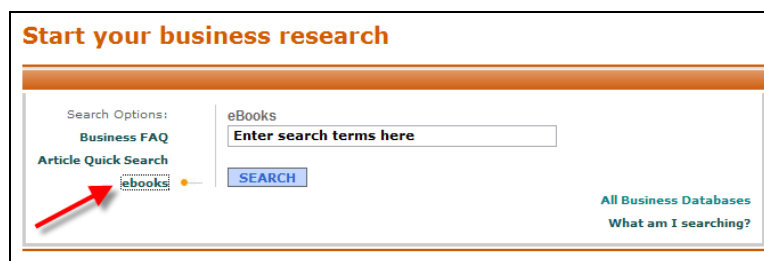 Start your business research
Search Options:
Business FAQ
Article Quick Search
ebooks
eBooks
Enter search terms here
SEARCH
All Business Databases
What am I searching?